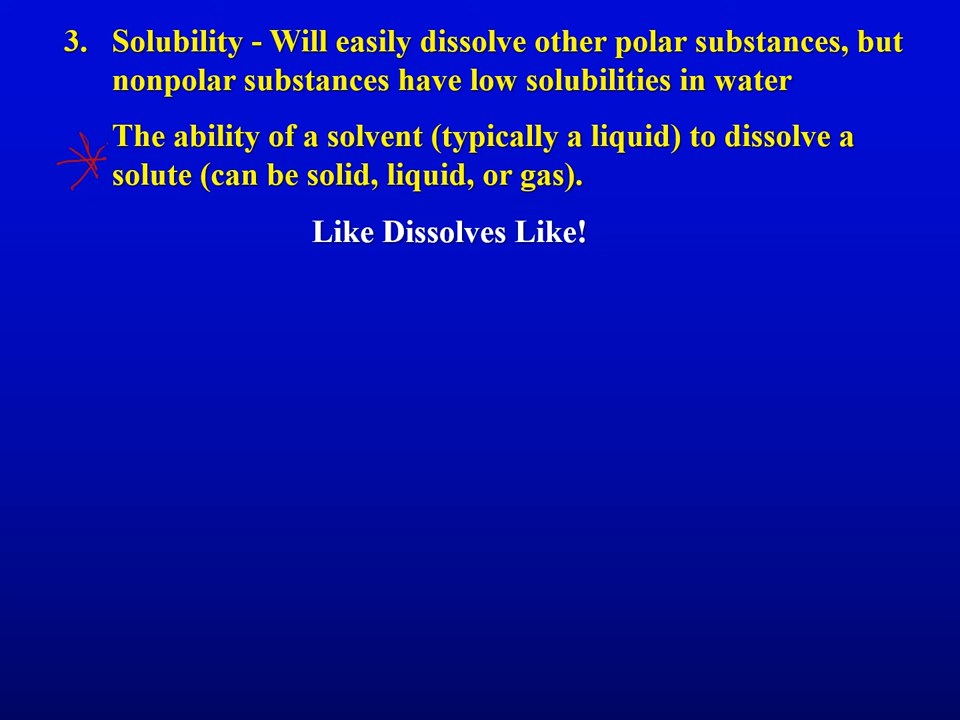 3. Solubility - Will easily dissolve other polar substances, but
nonpolar substances have low solubilities in water
The ability of a solvent (typically a liquid) to dissolve a
solute (can be solid, liquid, or gas).
Like Dissolves Like!